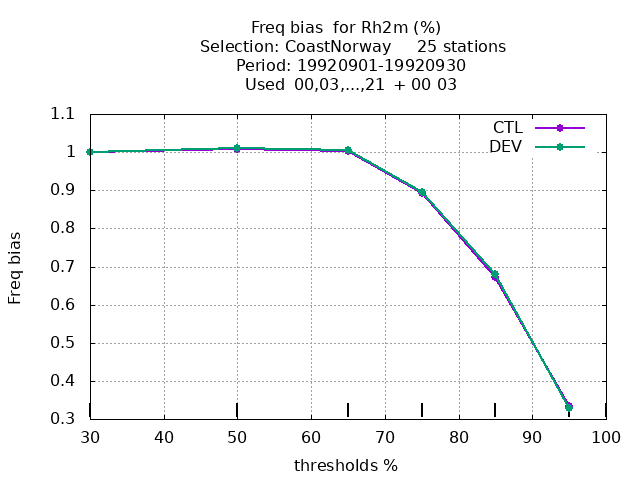 Freq bias  for Rh2m (%)
Selection: CoastNorway     25 stations
Period: 19920901-19920930
Used  00,03,...,21  + 00 03
CTL
DEV
Freq bias
1.1
1
0.9
0.8
0.7
0.6
0.5
0.4
0.3
30 40 50 60 70 80 90 100
thresholds %